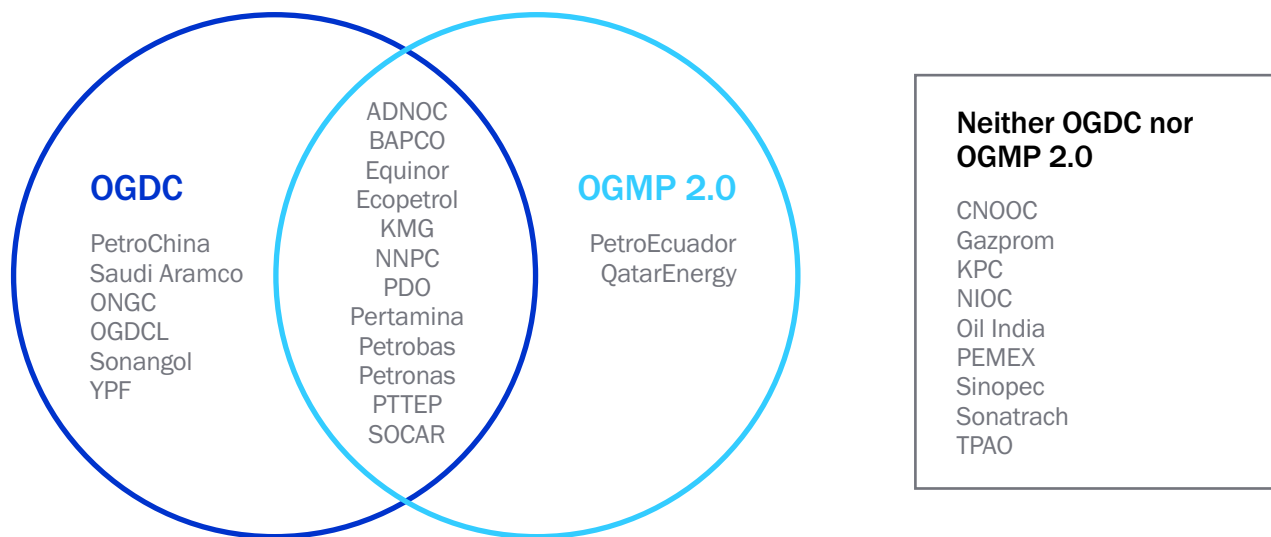 OGDC
PetroChina
Saudi Aramco
ONGC
OGDCL
Sonangol
YPF
ADNOC
BAPCO
Equinor
Ecopetrol
KMG
NNPC
PDO
Pertamina
Petrobas
Petronas
PTTEP
SOCAR
OGMP 2.0
PetroEcuador
QatarEnergy
Neither OGDC nor
OGMP 2.0
CNOOC
Gazprom
KPC
NIOC
Oil India
PEMEX
Sinopec
Sonatrach
TPAO